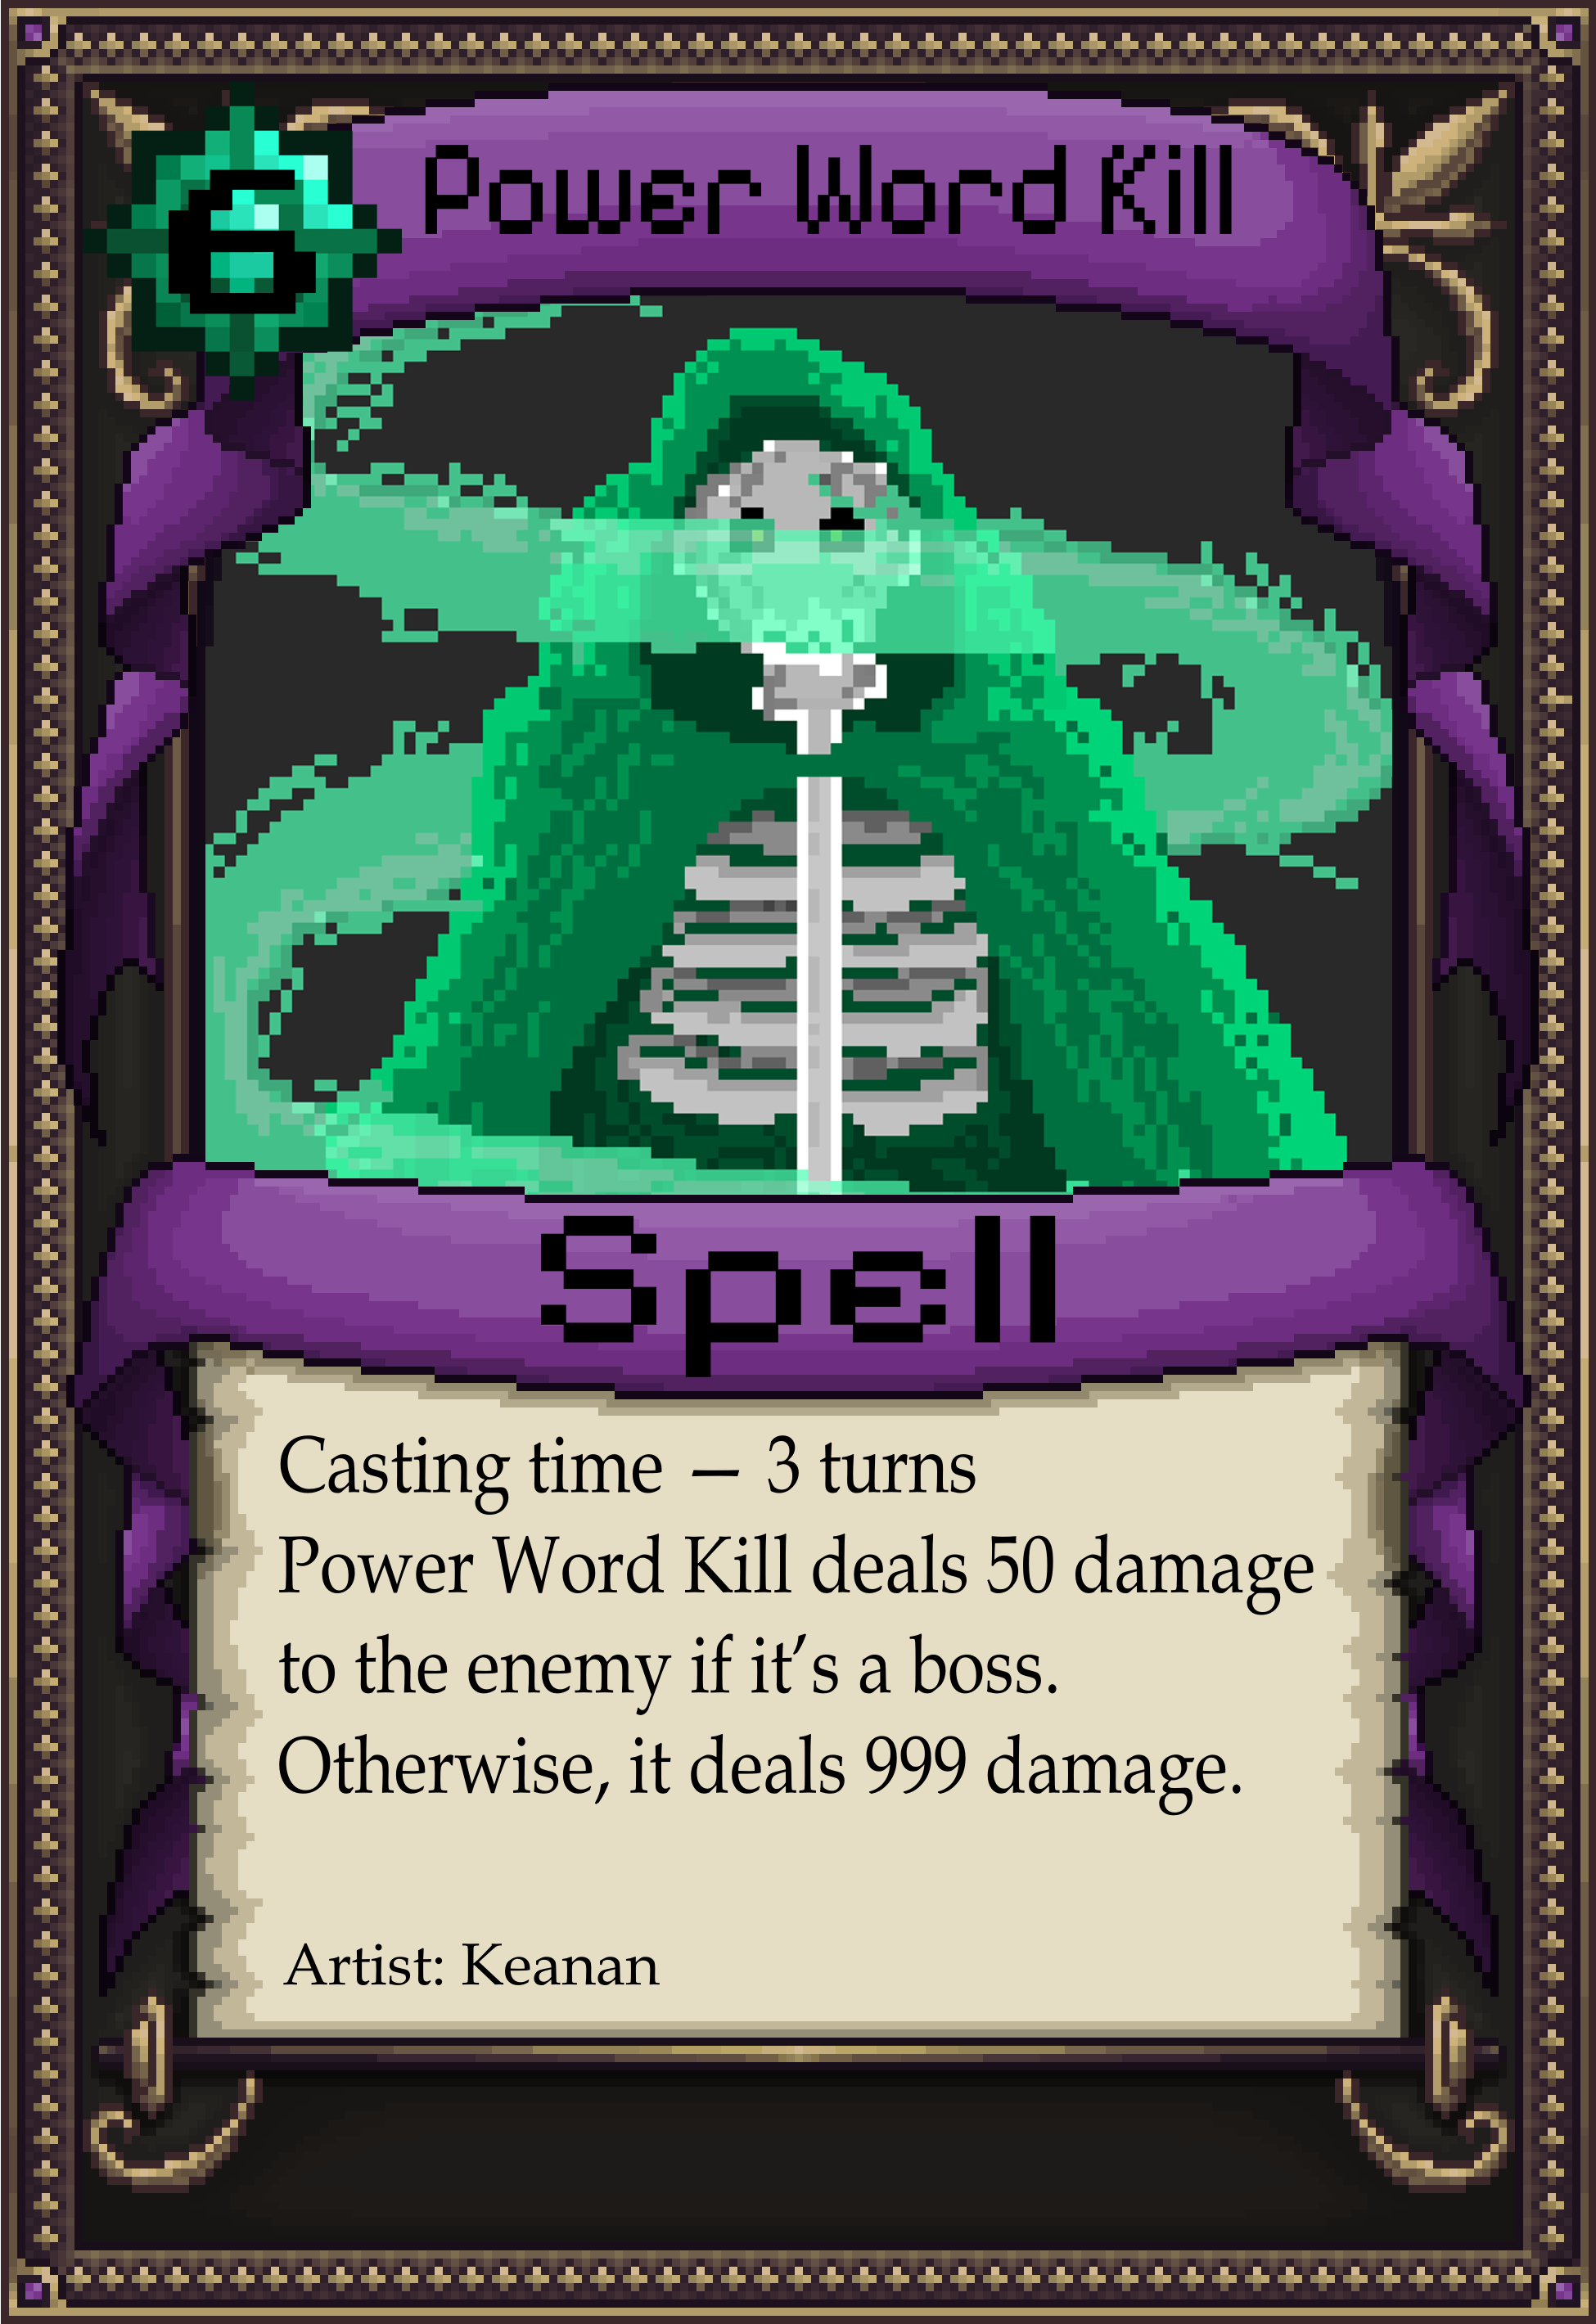 6
Power Word Kill
Spell
Casting time — 3 turns
Power Word Kill deals 50 damage
to the enemy if it’s a boss.
Otherwise, it deals 999 damage.
Artist: Keanan